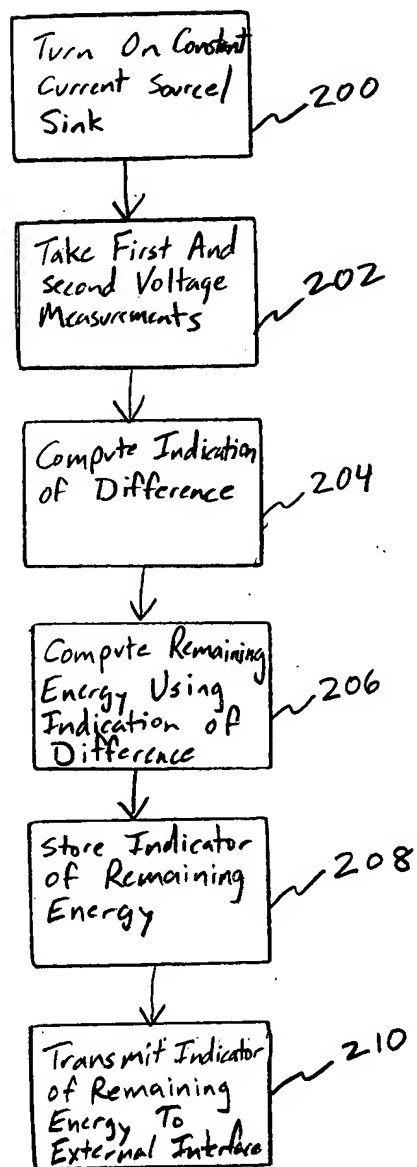 Turn On Constant
Current Source/
Sink
200
Take First And
second Voltage
Measurements
202
Compute Indication
of Difference
204
Compute Remaining
Energy Using
Indication of
Difference
206
Store Indicator
of Remaining
Energy
208
Transmit Indicator
of Remaining
Energy To
External Interface
210